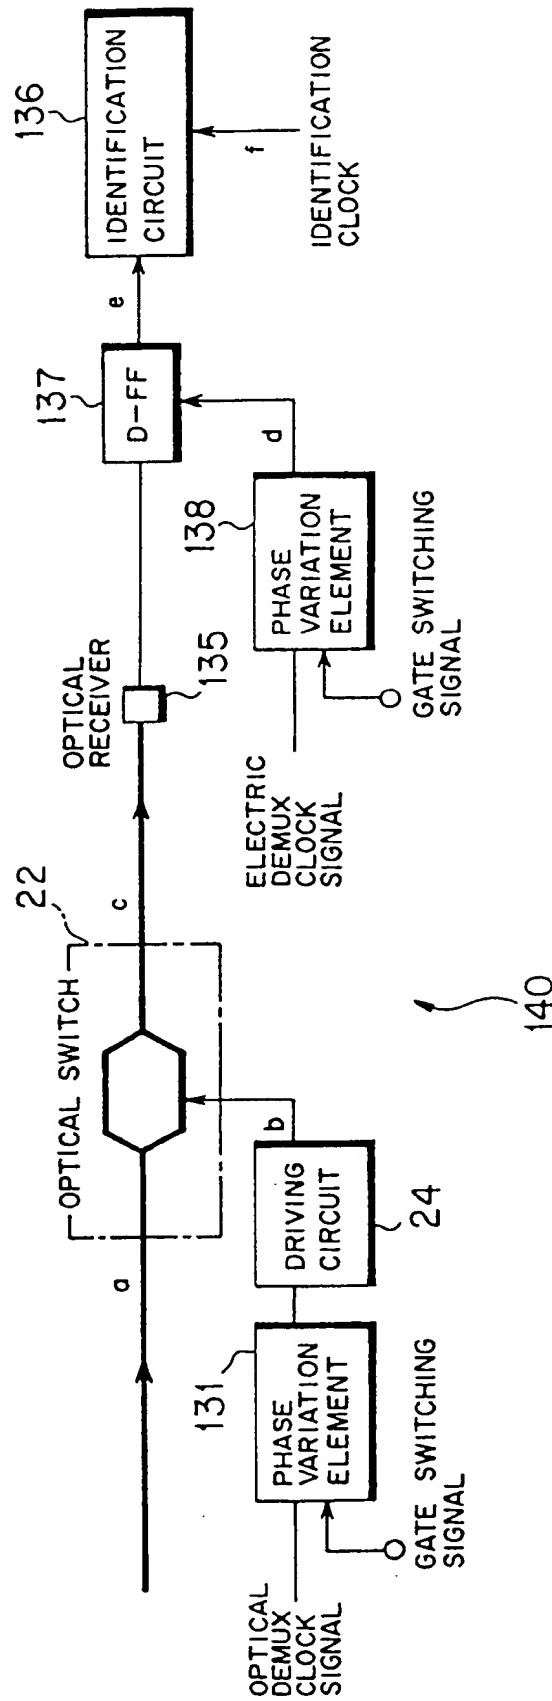 OPTICAL SWITCH
22
a
c
OPTICAL
RECEIVER
135
137
D-FF
e
136
IDENTIFICATION
CIRCUIT
f
IDENTIFICATION
CLOCK
OPTICAL
DEMUX
CLOCK
SIGNAL
131
PHASE
VARIATION
ELEMENT
GATE SWITCHING
SIGNAL
DRIVING
CIRCUIT
24
b
ELECTRIC
DEMUX
CLOCK
SIGNAL
138
PHASE
VARIATION
ELEMENT
d
GATE SWITCHING
SIGNAL
140